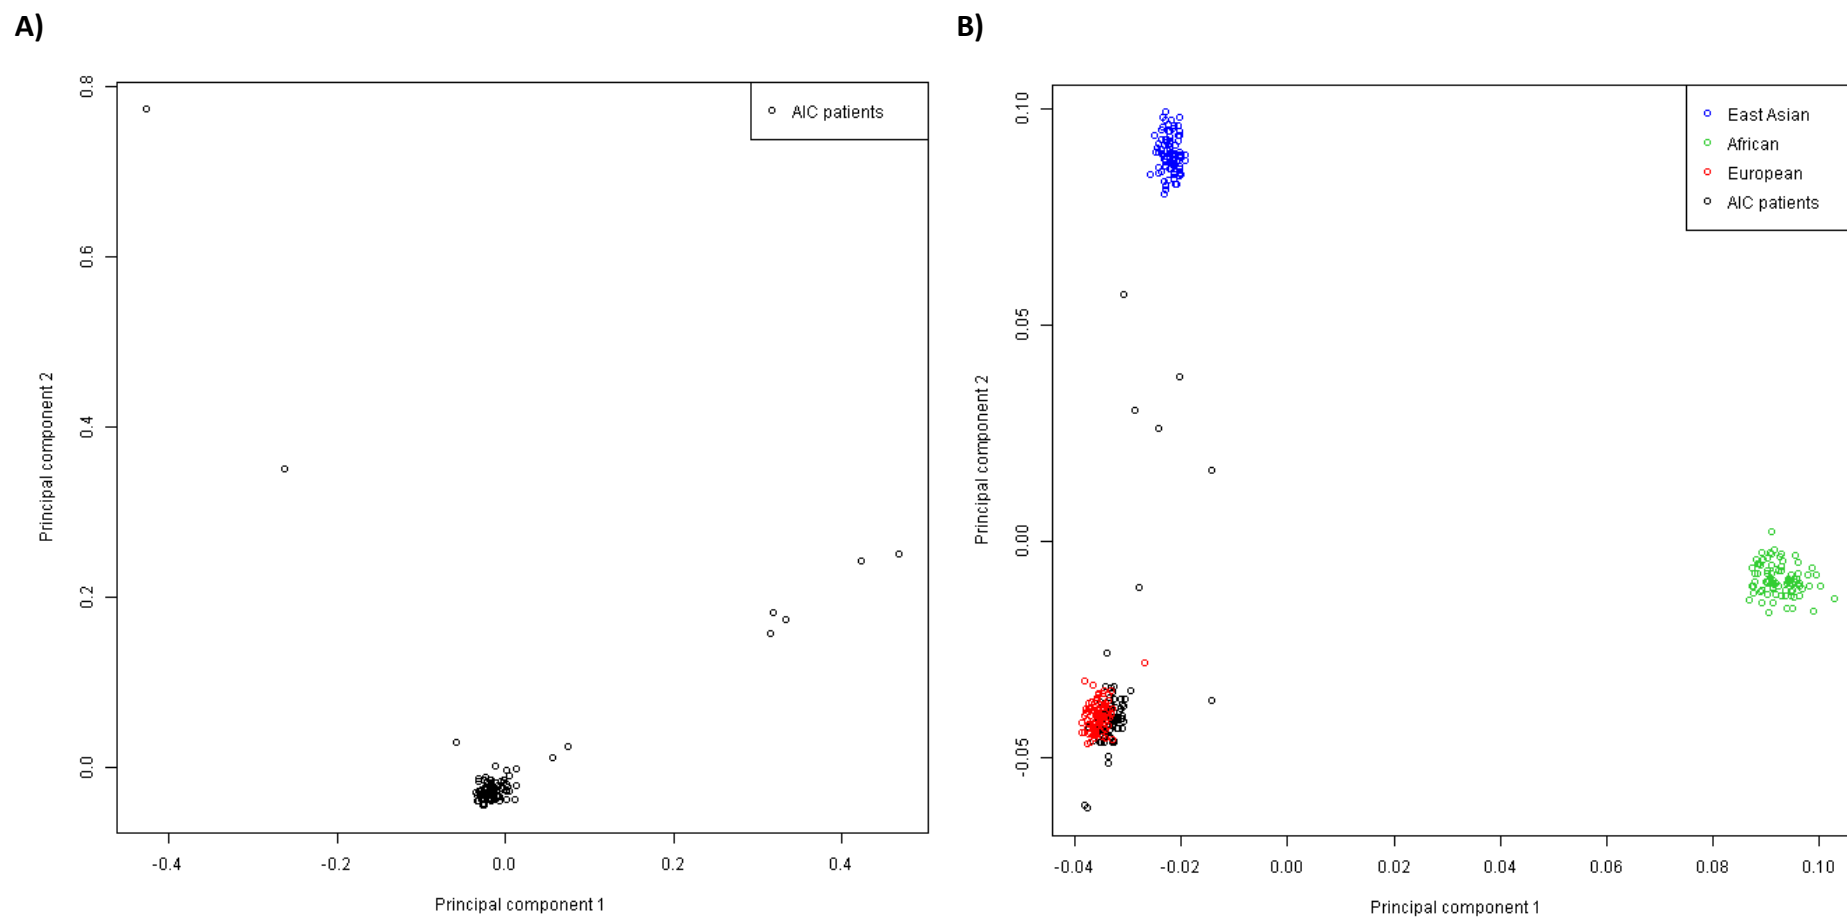 A)
B)
AIC patients
0.8
0.6
0.4
0.2
0.0
Principal component 2
-0.4
-0.2
0.0
0.2
0.4
Principal component 1
East Asian
African
European
AIC patients
0.10
0.05
0.00
-0.05
Principal component 2
-0.04
-0.02
0.00
0.02
0.04
0.06
0.08
0.10
Principal component 1